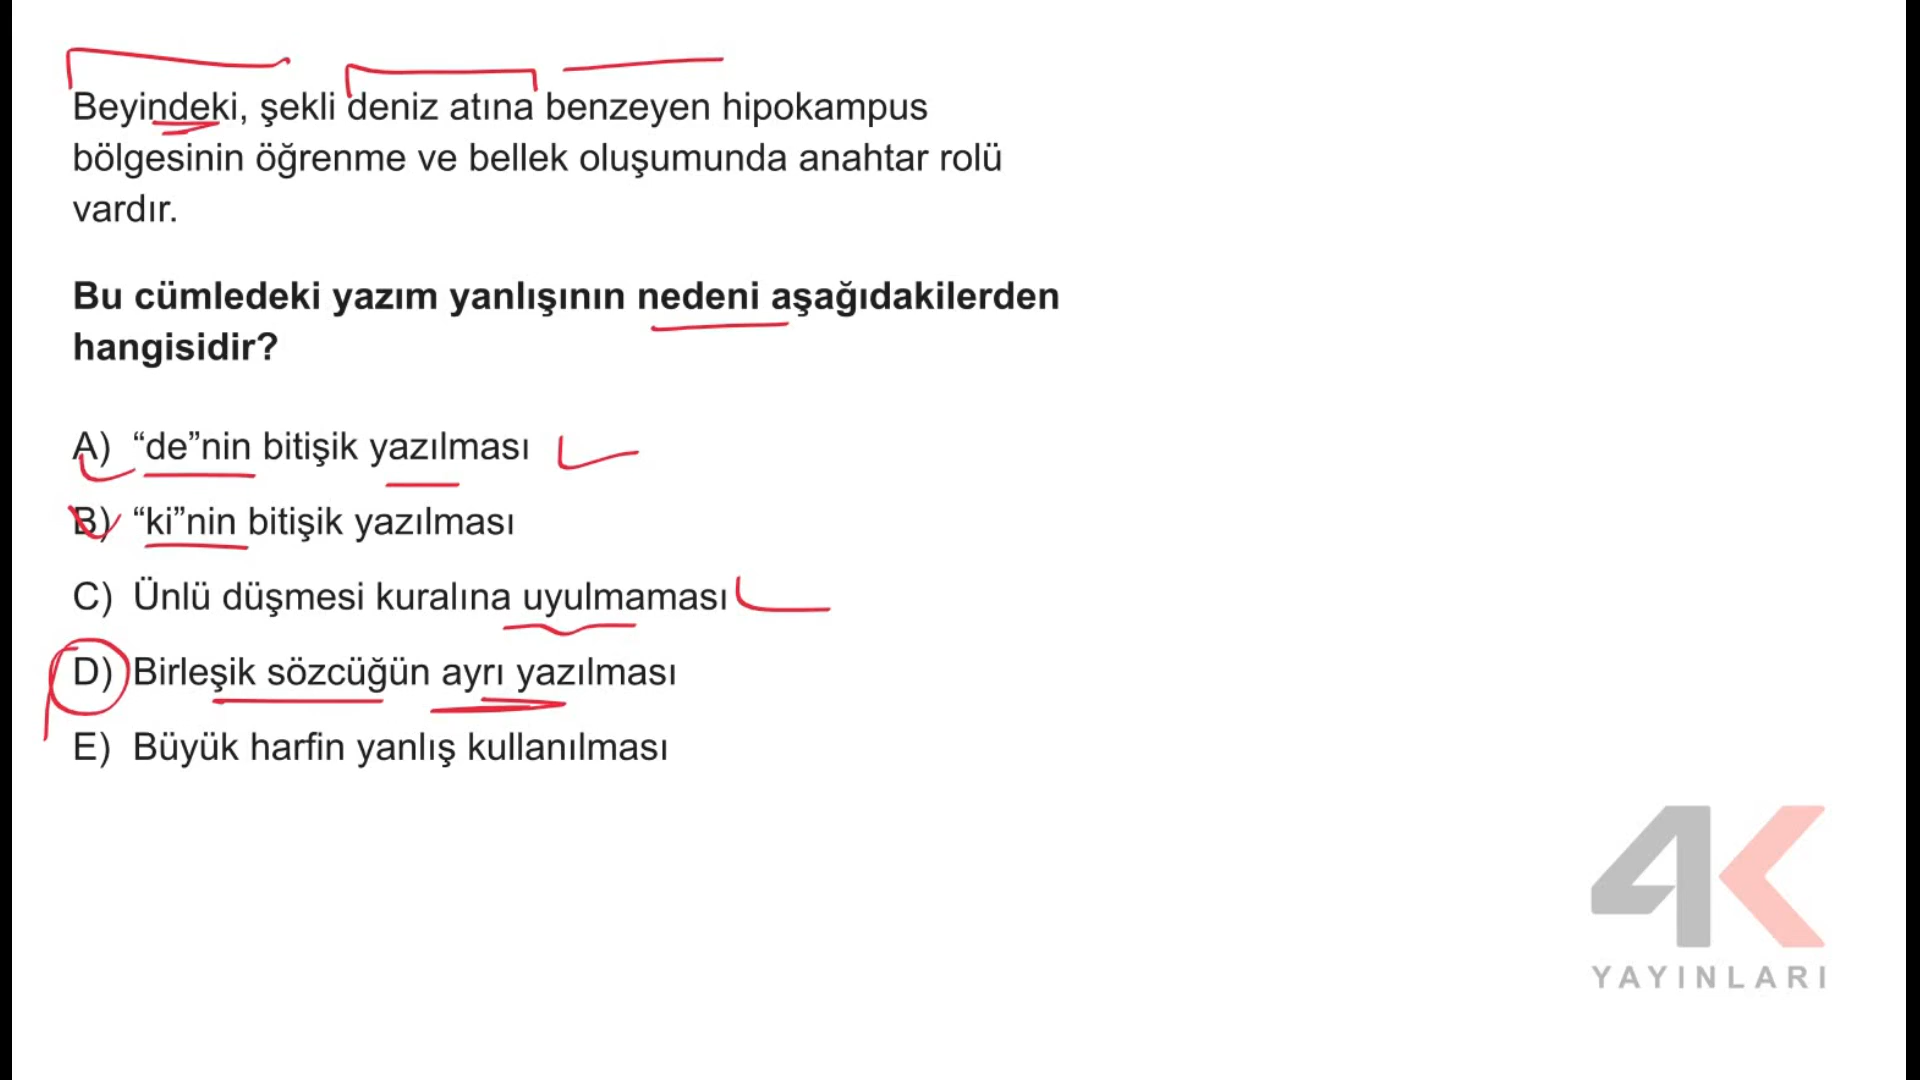 Beyindeki, şekli deniz atına benzeyen hipokampus
bölgesinin öğrenme ve bellek oluşumunda anahtar rolü
vardır.
Bu cümledeki yazım yanlışının nedeni aşağıdakilerden
hangisidir?
A) “de”nin bitişik yazılması
B) “ki”nin bitişik yazılması
C) Ünlü düşmesi kuralına uyulmaması
D) Birleşik sözcüğün ayrı yazılması
E) Büyük harfin yanlış kullanılması
4K
YAYINLARI